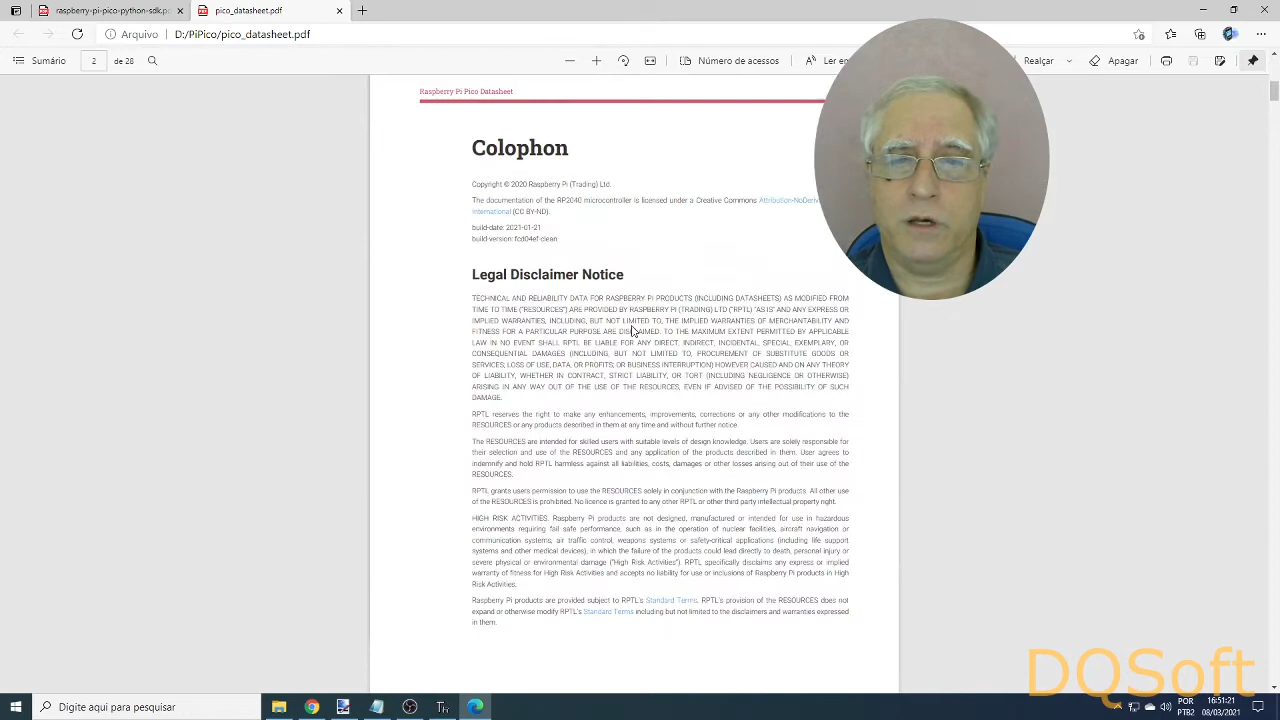 raspberry-pi-pico-python-sdk.p
pico_datasheet.pdf
Arquivo
D:/PiPico/pico_datasheet.pdf
Sumário
2
de 28
Número de acessos
Ler em
Realçar
Apagar
Raspberry Pi Pico Datasheet
Colophon
Copyright © 2020 Raspberry Pi (Trading) Ltd.
The documentation of the RP2040 microcontroller is licensed under a Creative Commons
International (CC BY-ND).
build-date: 2021-01-21
build-version: fcd04ef-clean
Legal Disclaimer Notice
TECHNICAL AND RELIABILITY DATA FOR RASPBERRY PI PRODUCTS (INCLUDING DATASHEETS) AS MODIFIED FROM
TIME TO TIME (“RESOURCES”) ARE PROVIDED BY RASPBERRY PI (TRADING) LTD (“RPTL”) "AS IS" AND ANY EXPRESS OR
IMPLIED WARRANTIES, INCLUDING, BUT NOT LIMITED TO, THE IMPLIED WARRANTIES OF MERCHANTABILITY AND
FITNESS FOR A PARTICULAR PURPOSE ARE DISCLAIMED. TO THE MAXIMUM EXTENT PERMITTED BY APPLICABLE
LAW IN NO EVENT SHALL RPTL BE LIABLE FOR ANY DIRECT, INDIRECT, INCIDENTAL, SPECIAL, EXEMPLARY, OR
CONSEQUENTIAL DAMAGES (INCLUDING, BUT NOT LIMITED TO, PROCUREMENT OF SUBSTITUTE GOODS OR
SERVICES; LOSS OF USE, DATA, OR PROFITS; OR BUSINESS INTERRUPTION) HOWEVER CAUSED AND ON ANY THEORY
OF LIABILITY, WHETHER IN CONTRACT, STRICT LIABILITY, OR TORT (INCLUDING NEGLIGENCE OR OTHERWISE)
ARISING IN ANY WAY OUT OF THE USE OF THE RESOURCES, EVEN IF ADVISED OF THE POSSIBILITY OF SUCH
DAMAGE.
RPTL reserves the right to make any enhancements, improvements, corrections or any other modifications to the
RESOURCES or any products described in them at any time and without further notice.
The RESOURCES are intended for skilled users with suitable levels of design knowledge. Users are solely responsible for
their selection and use of the RESOURCES and any application of the products described in them. User agrees to
indemnify and hold RPTL harmless against all liabilities, costs, damages or other losses arising out of their use of the
RESOURCES.
RPTL grants users permission to use the RESOURCES solely in conjunction with the Raspberry Pi products. All other use
of the RESOURCES is prohibited. No licence is granted to any other RPTL or other third party intellectual property right.
HIGH RISK ACTIVITIES. Raspberry Pi products are not designed, manufactured or intended for use in hazardous
environments requiring fail safe performance, such as in the operation of nuclear facilities, aircraft navigation or
communication systems, air traffic control, weapons systems or safety-critical applications (including life support
systems and other medical devices), in which the failure of the products could lead directly to death, personal injury or
severe physical or environmental damage (“High Risk Activities”). RPTL specifically disclaims any express or implied
warranty of fitness for High Risk Activities and accepts no liability for use or inclusions of Raspberry Pi products in High
Risk Activities.
Raspberry Pi products are provided subject to RPTL’s Standard Terms. RPTL’s provision of the RESOURCES does not
expand or otherwise modify RPTL’s Standard Terms including but not limited to the disclaimers and warranties expressed
in them.
DQSoft
Digite aqui para pesquisar
POR
PTB2
16:51:21
08/03/2021